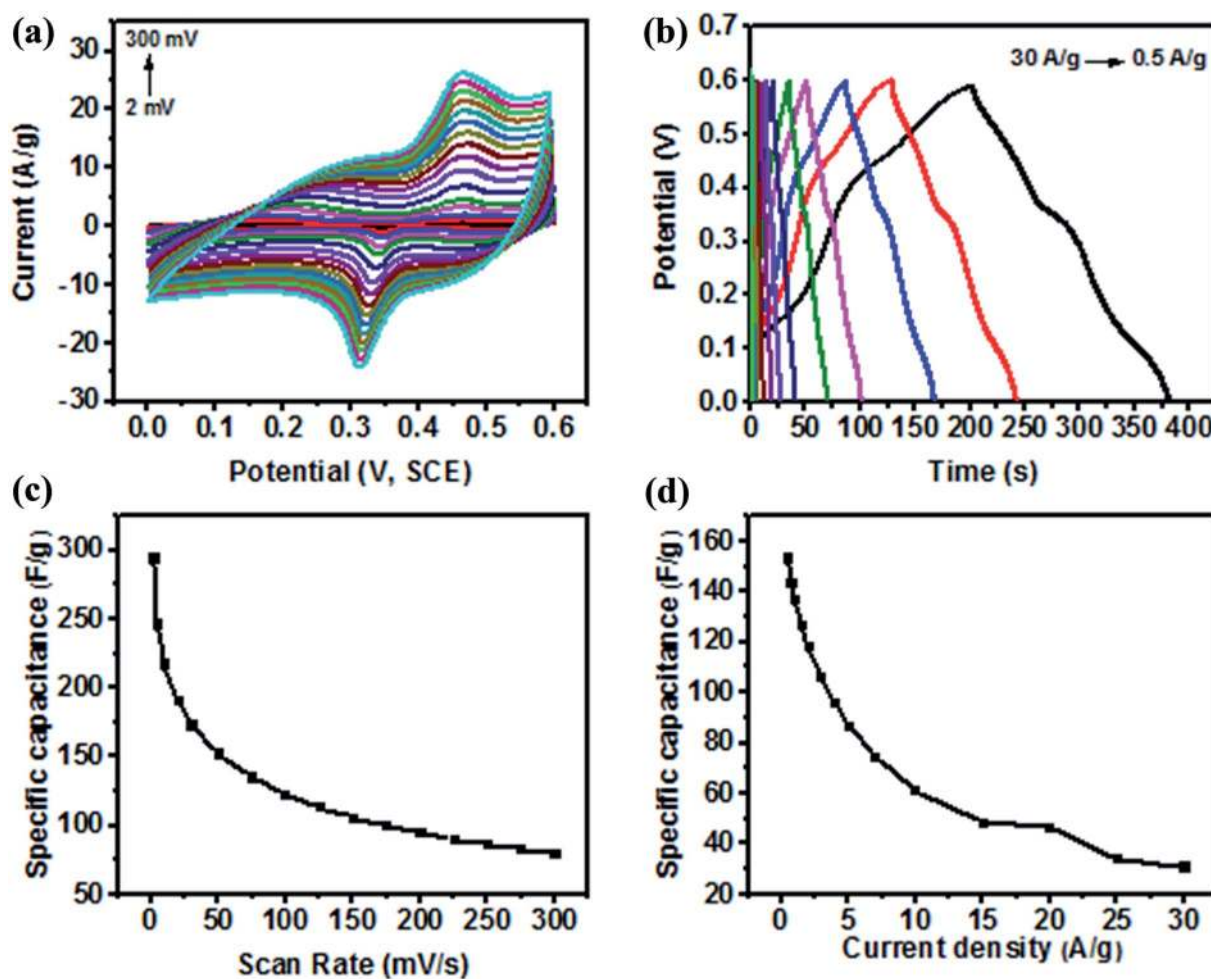 (a)
300 mV
2 mV
Current (A/g)
30
20
10
0
-10
-20
-30
0.0 0.1 0.2 0.3 0.4 0.5 0.6
Potential (V, SCE)
(b)
30 A/g 0.5 A/g
Potential (V)
0.7
0.6
0.5
0.4
0.3
0.2
0.1
0.0
0 50 100 150 200 250 300 350 400
Time (s)
(c)
Specific capacitance (F/g)
300
250
200
150
100
50
0 50 100 150 200 250 300
Scan Rate (mV/s)
(d)
Specific capacitance (F/g)
160
140
120
100
80
60
40
20
0 5 10 15 20 25 30
Current density (A/g)